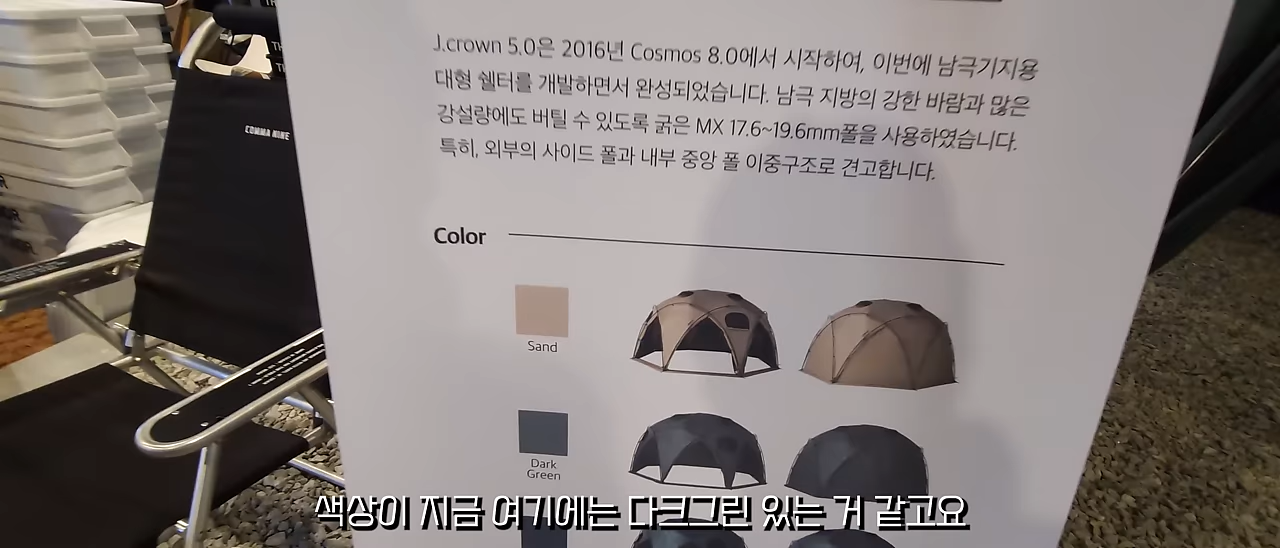 J.crown 5.0은 2016년 Cosmos 8.0에서 시작하여, 이번에 남극기지용
대형 쉘터를 개발하면서 완성되었습니다. 남극 지방의 강한 바람과 많은
강설량에도 버틸 수 있도록 굵은 MX 17.6~19.6mm폴을 사용하였습니다.
특히, 외부의 사이드 폴과 내부 중앙 폴 이중구조로 견고합니다.
COMMA NINE
Color
Sand
Dark
Green
색상이 지금 여기에는 다크그린 있는 거 같고요